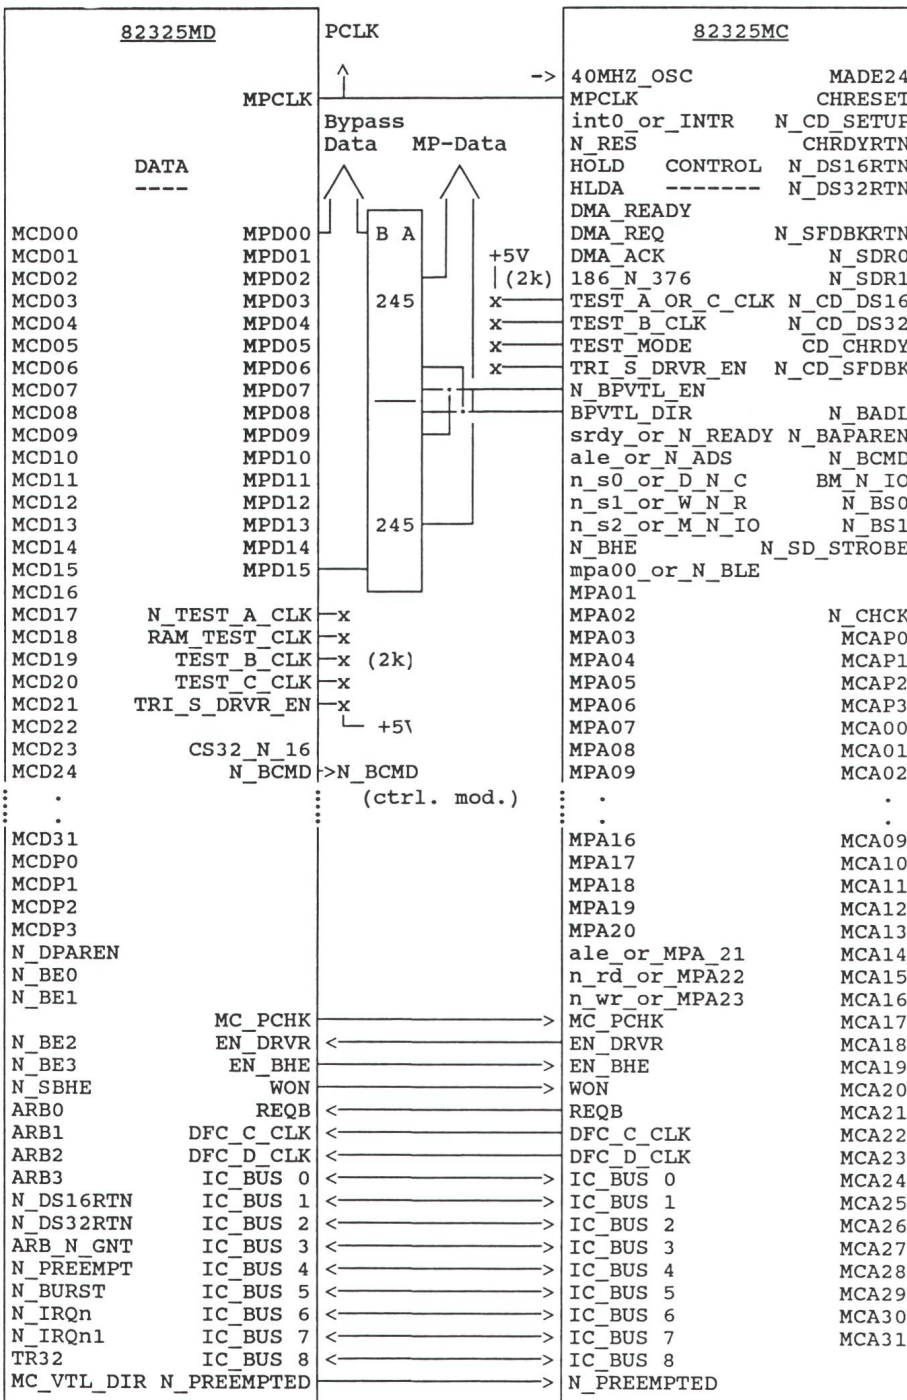 82325MD PCLK 82325MC
-> 40MHZ_OSC MADE24
MPCLK MPCLK CHRESET
Bypass int0_or_INTR N_CD_SETUP
Data MP-Data N_RES CHRDYRTN
DATA HOLD CONTROL N_DS16RTN
---- HLDA ------- N_DS32RTN
DMA_READY
MCD00 MPD00 B A DMA_REQ N_SFDBKRTN
MCD01 MPD01 +5V DMA_ACK N_SDR0
MCD02 MPD02 (2k) 186_N_376 N_SDR1
MCD03 MPD03 245 x TEST_A_OR_C_CLK N_CD_DS16
MCD04 MPD04 x TEST_B_CLK N_CD_DS32
MCD05 MPD05 x TEST_MODE CD_CHRDY
MCD06 MPD06 x TRI_S_DRVR_EN N_CD_SFDBK
MCD07 MPD07 N_BPVTL_EN
MCD08 MPD08 BPVTL_DIR N_BADL
MCD09 MPD09 srdy_or_N_READY N_BAPAREN
MCD10 MPD10 ale_or_N_ADS N_BCMD
MCD11 MPD11 n_s0_or_D_N_C BM_N_IO
MCD12 MPD12 n_s1_or_W_N_R N_BS0
MCD13 MPD13 245 n_s2_or_M_N_IO N_BS1
MCD14 MPD14 N_BHE N_SD_STROBE
MCD15 MPD15 mpa00_or_N_BLE
MCD16 MPA01
MCD17 N_TEST_A_CLK x MPA02 N_CHCK
MCD18 RAM_TEST_CLK x MPA03 MCAP0
MCD19 TEST_B_CLK x (2k) MPA04 MCAP1
MCD20 TEST_C_CLK x MPA05 MCAP2
MCD21 TRI_S_DRVR_EN x MPA06 MCAP3
MCD22 +5\ MPA07 MCA00
MCD23 CS32_N_16 MPA08 MCA01
MCD24 N_BCMD >N_BCMD MPA09 MCA02
(ctrl. mod.)
MCD31 MPA16 MCA09
MCDP0 MPA17 MCA10
MCDP1 MPA18 MCA11
MCDP2 MPA19 MCA12
MCDP3 MPA20 MCA13
N_DPAREN ale_or_MPA_21 MCA14
N_BE0 n_rd_or_MPA22 MCA15
N_BE1 n_wr_or_MPA23 MCA16
MC_PCHK > MC_PCHK MCA17
N_BE2 EN_DRVR < EN_DRVR MCA18
N_BE3 EN_BHE > EN_BHE MCA19
N_SBHE WON > WON MCA20
ARB0 REQB < REQB MCA21
ARB1 DFC_C_CLK < DFC_C_CLK MCA22
ARB2 DFC_D_CLK < DFC_D_CLK MCA23
ARB3 IC_BUS 0 < > IC_BUS 0 MCA24
N_DS16RTN IC_BUS 1 < > IC_BUS 1 MCA25
N_DS32RTN IC_BUS 2 < > IC_BUS 2 MCA26
ARB_N_GNT IC_BUS 3 < > IC_BUS 3 MCA27
N_PREEMPT IC_BUS 4 < > IC_BUS 4 MCA28
N_BURST IC_BUS 5 < > IC_BUS 5 MCA29
N_IRQn IC_BUS 6 < > IC_BUS 6 MCA30
N_IRQn1 IC_BUS 7 < > IC_BUS 7 MCA31
TR32 IC_BUS 8 < > IC_BUS 8
MC_VTL_DIR N_PREEMPTED > N_PREEMPTED